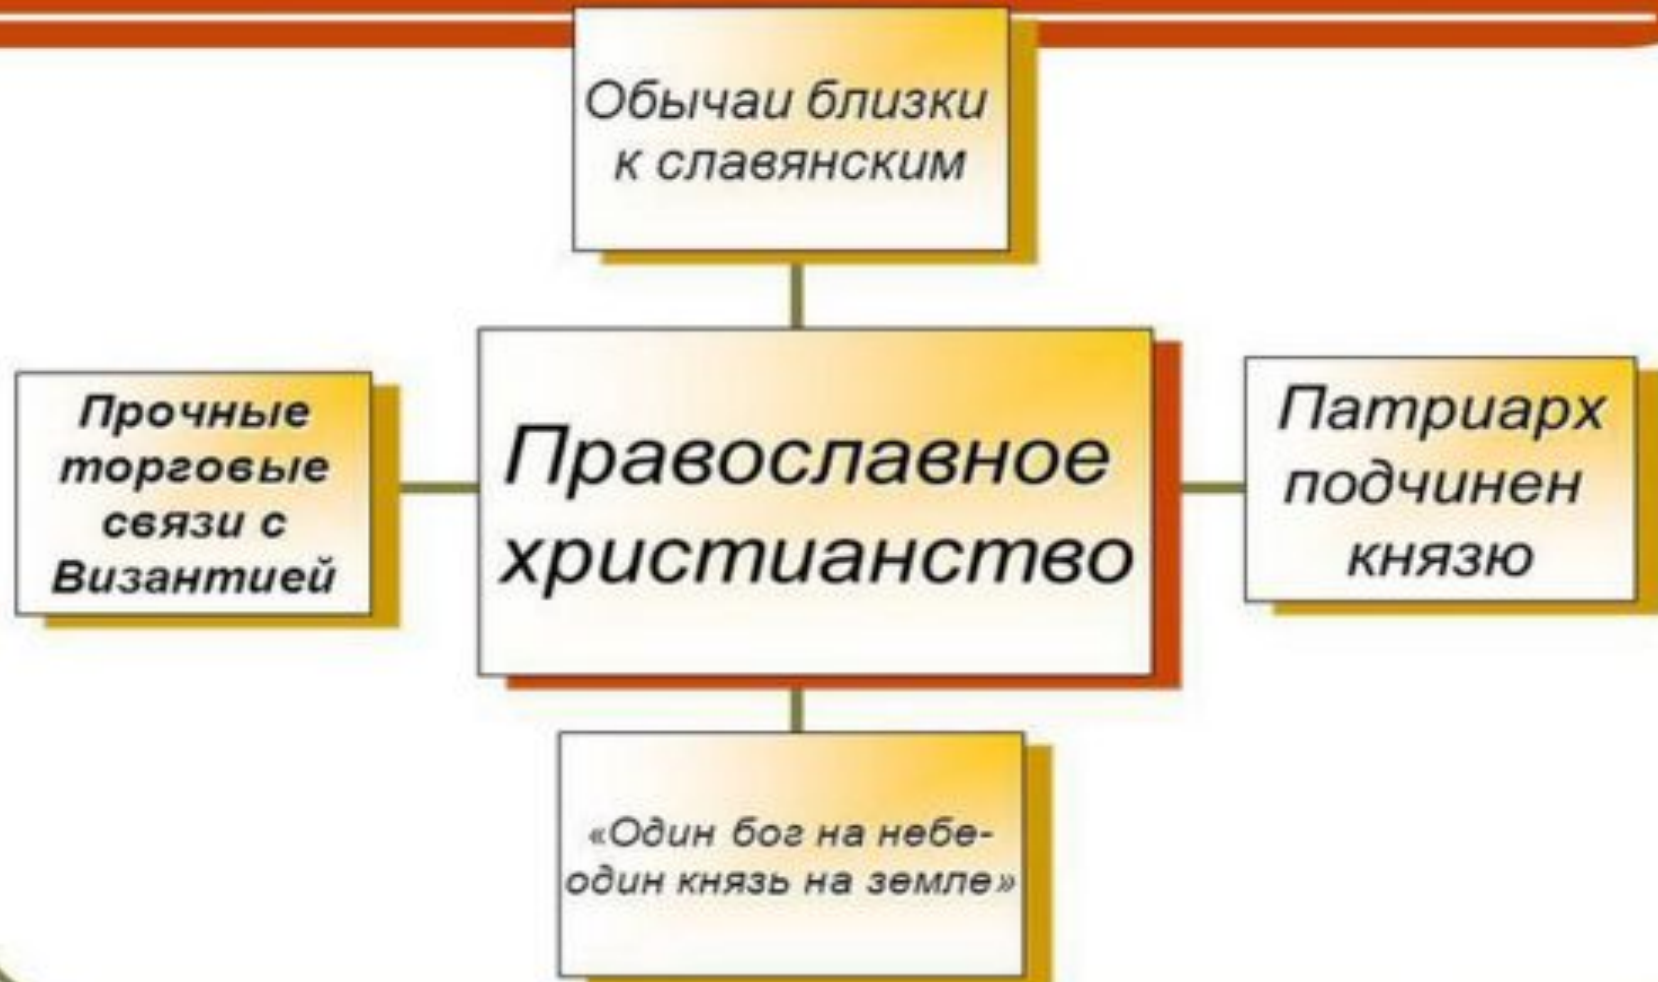 Обычаи близки
к славянским
Прочные
торговые
связи с
Византией
Православное
христианство
Патриарх
подчинен
князю
«Один бог на небе-
один князь на земле»